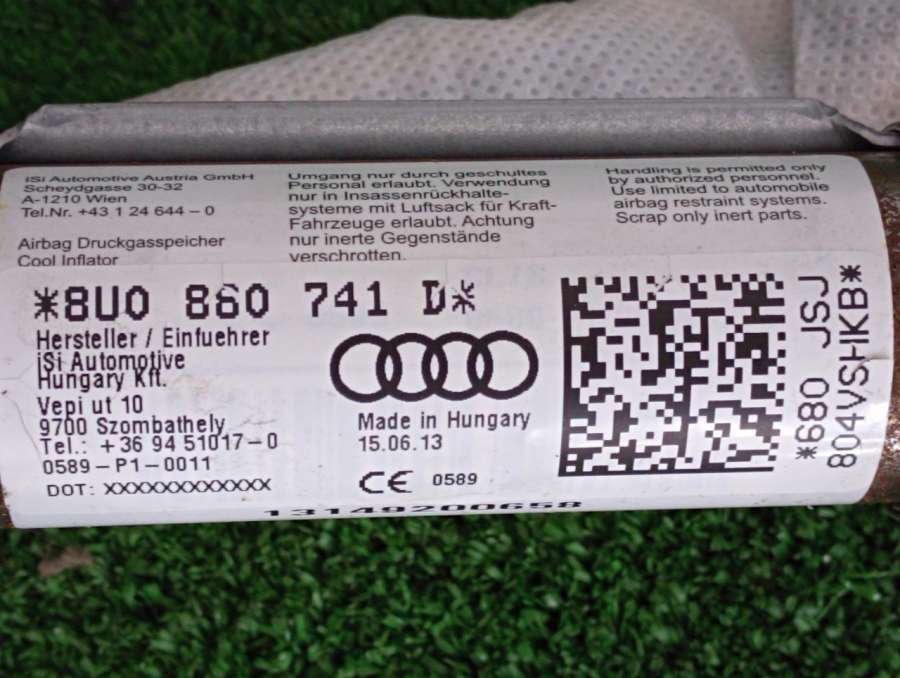 iSi Automotive Austria GmbH
Scheydgasse 30-32
A-1210 Wien
Tel.Nr. +43 1 24 644 – 0
Airbag Druckgasspeicher
Cool Inflator
Umgang nur durch geschultes
Personal erlaubt. Verwendung
nur in Insassenrückhalte-
systeme mit Luftsack für Kraft-
Fahrzeuge erlaubt. Achtung
nur inerte Gegenstände
verschrotten.
Handling is permitted only
by authorized personnel.
Use limited to automobile
airbag restraint systems.
Scrap only inert parts.
*8U0 860 741 D*
Hersteller / Einfuehrer
iSi Automotive
Hungary Kft.
Vepi ut 10
9700 Szombathely
Tel.: +36 94 51017-0
0589-P1-0011
DOT: XXXXXXXXXXXX
Made in Hungary
15.06.13
CE 0589
*680 JSJ
804VSHKB*
13149200658